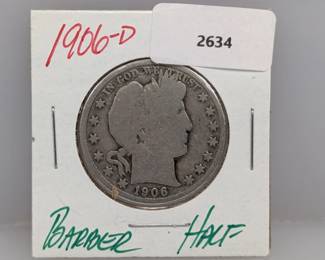 1906-D
2634
IN GOD WE TRUST
1906
BARBER HALF